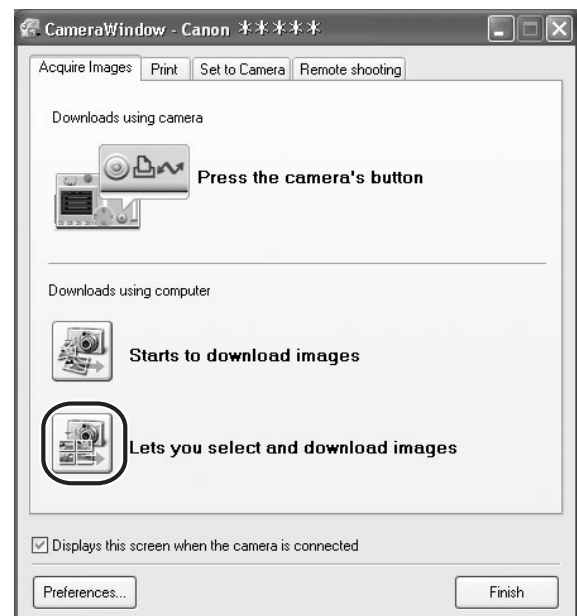 CameraWindow - Canon *****
Acquire Images Print Set to Camera Remote shooting
Downloads using camera
Press the camera's button
Downloads using computer
Starts to download images
Lets you select and download images
Displays this screen when the camera is connected
Preferences... Finish